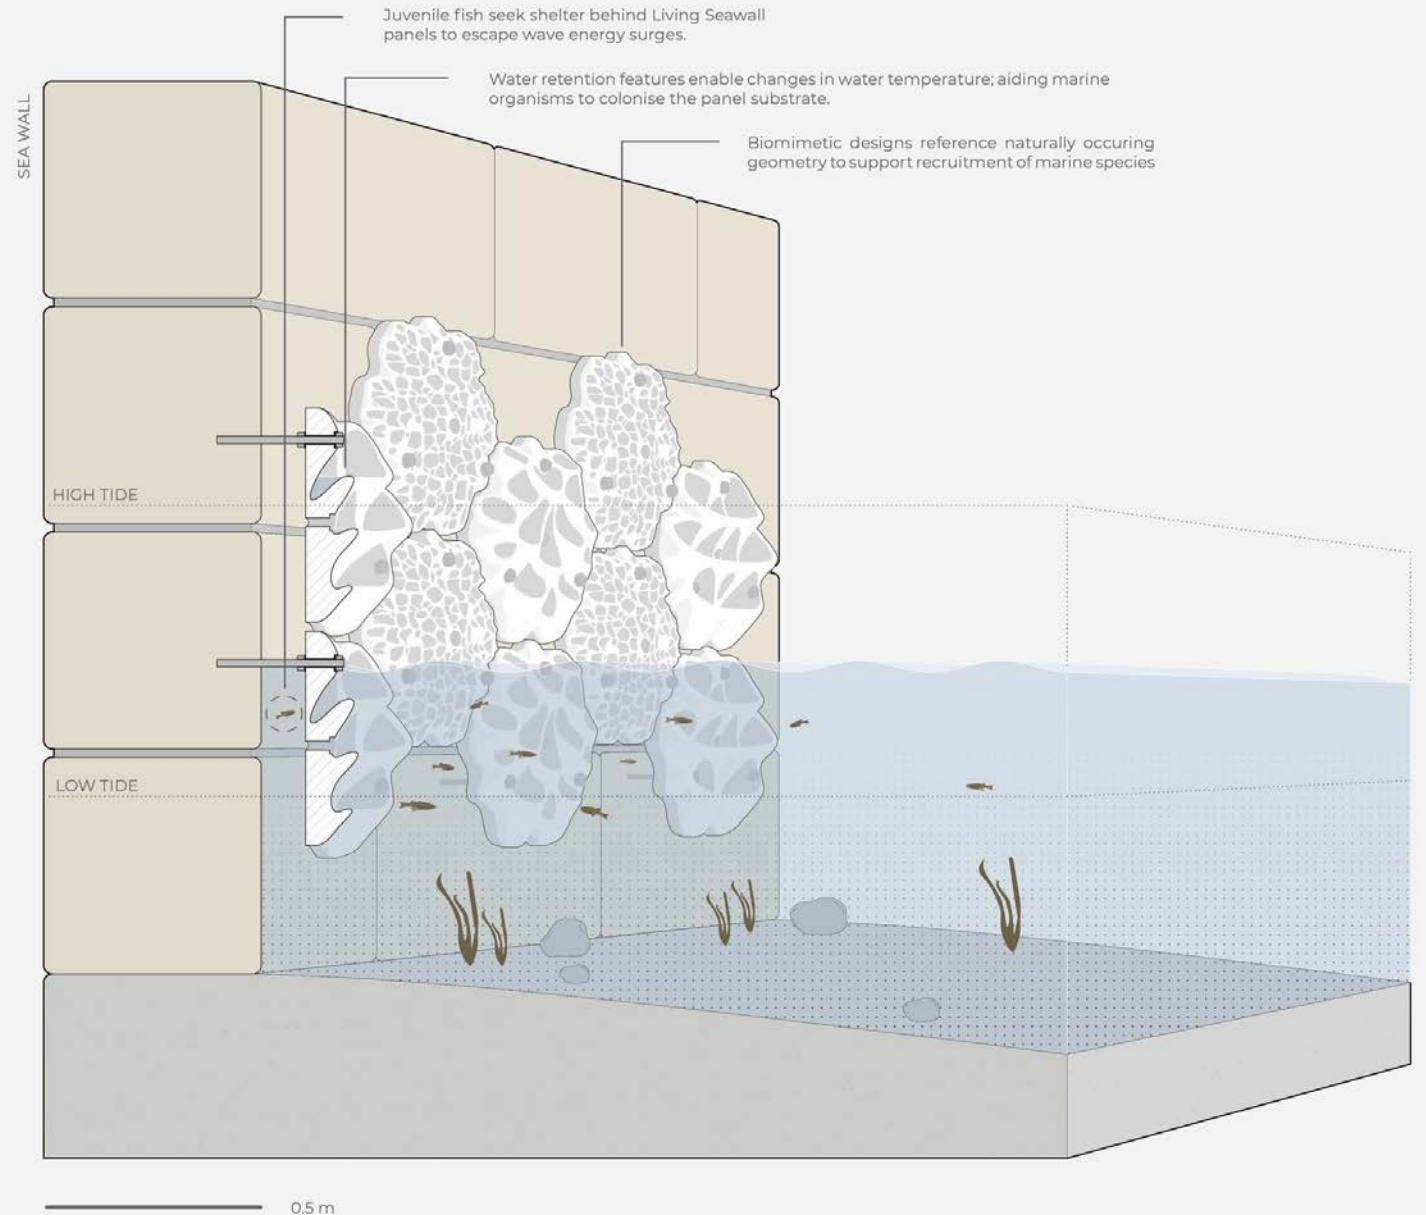 Juvenile fish seek shelter behind Living Seawall
panels to escape wave energy surges.
Water retention features enable changes in water temperature; aiding marine
organisms to colonise the panel substrate.
Biomimetic designs reference naturally occuring
geometry to support recruitment of marine species
SEA WALL
HIGH TIDE
LOW TIDE
0.5 m